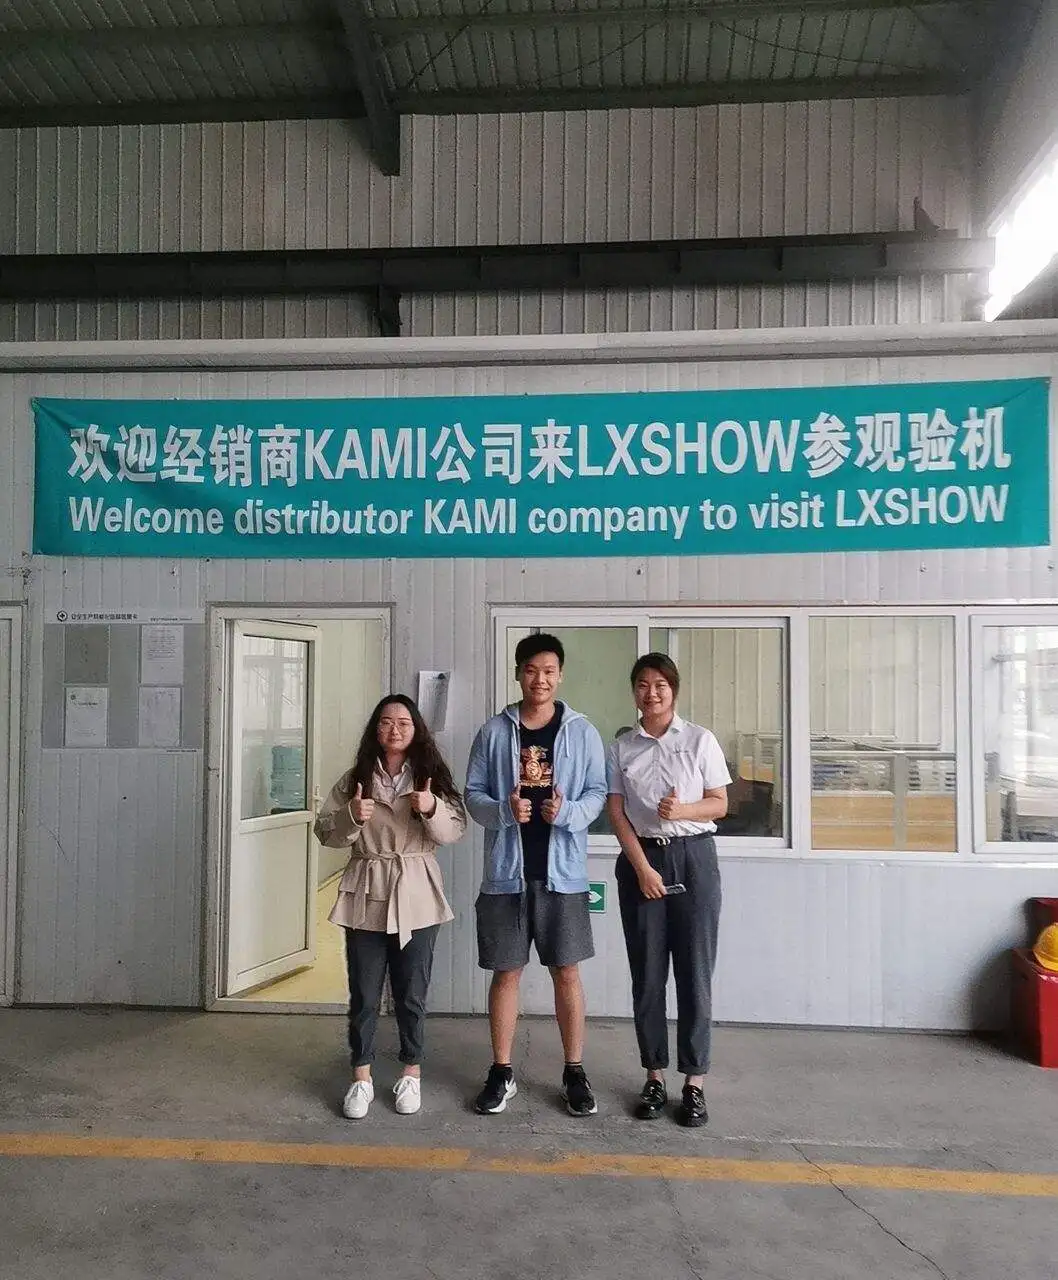 欢迎经销商KAMI公司来LXSHOW参观验机
Welcome distributor KAMI company to visit LXSHOW